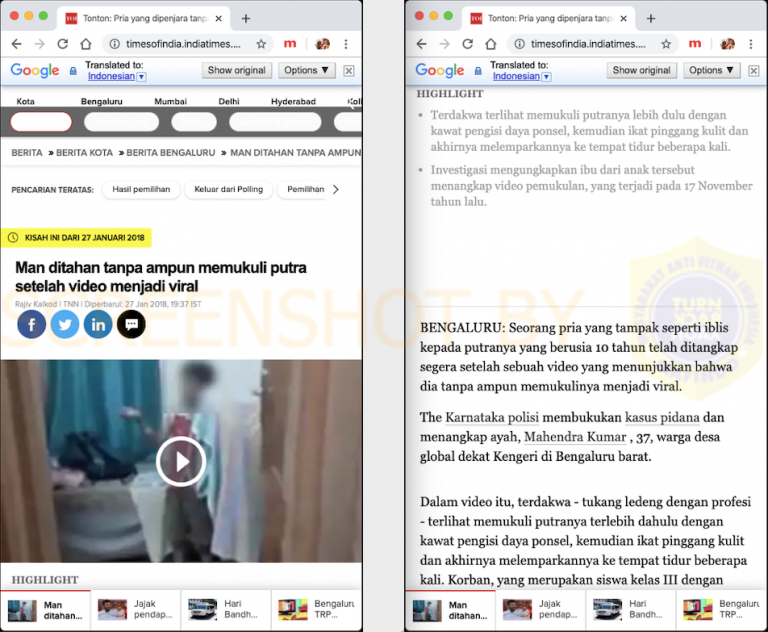 Tonton: Pria yang dipenjara tanp
timesofindia.indiatimes....
Google
Translated to:
Indonesian
Show original
Options ▼
Kota Bengaluru Mumbai Delhi Hyderabad
BERITA » BERITA KOTA » BERITA BENGALURU » MAN DITAHAN TANPA AMPUN
PENCARIAN TERATAS: Hasil pemilihan Keluar dari Polling Pemilihan
KISAH INI DARI 27 JANUARI 2018
Man ditahan tanpa ampun memukuli putra
setelah video menjadi viral
Rajiv Kalkod | TNN | Diperbarui: 27 Jan 2018, 19:37 IST
HIGHLIGHT
Man
ditahan...
Jajak
pendap...
Hari
Bandh...
Bengaluru
TRP...
Tonton: Pria yang dipenjara tanp
timesofindia.indiatimes....
Google
Translated to:
Indonesian
Show original
Options ▼
HIGHLIGHT
• Terdakwa terlihat memukuli putranya lebih dulu dengan
kawat pengisi daya ponsel, kemudian ikat pinggang kulit dan
akhirnya melemparkannya ke tempat tidur beberapa kali.
• Investigasi mengungkapkan ibu dari anak tersebut
menangkap video pemukulan, yang terjadi pada 17 November
tahun lalu.
BENGALURU: Seorang pria yang tampak seperti iblis
kepada putranya yang berusia 10 tahun telah ditangkap
segera setelah sebuah video yang menunjukkan bahwa
dia tanpa ampun memukulinya menjadi viral.
The Karnataka polisi membukukan kasus pidana dan
menangkap ayah, Mahendra Kumar , 37, warga desa
global dekat Kengeri di Bengaluru barat.
Dalam video itu, terdakwa - tukang ledeng dengan profesi
- terlihat memukuli putranya terlebih dahulu dengan
kawat pengisi daya ponsel, kemudian ikat pinggang kulit
dan akhirnya melemparkannya ke tempat tidur beberapa
kali. Korban, yang merupakan siswa kelas III dengan
Man
ditahan...
Jajak
pendap...
Hari
Bandh...
Bengaluru
TRP...
SCREENSHOT BY
MASYARAKAT ANTI FITNAH INDONESIA
TURN